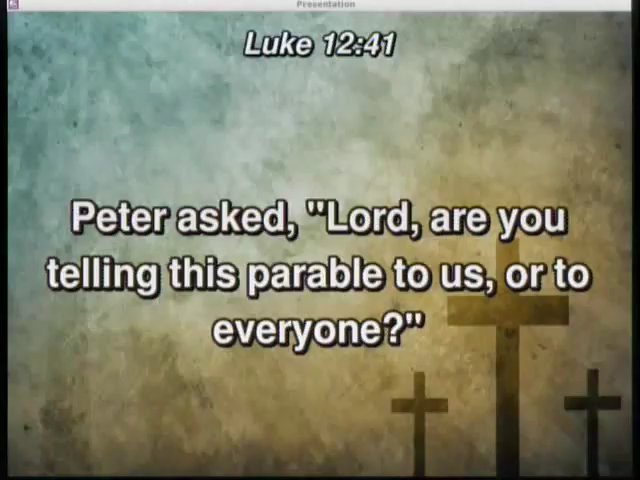 Presentation
Luke 12:41
Peter asked, "Lord, are you
telling this parable to us, or to
everyone?"